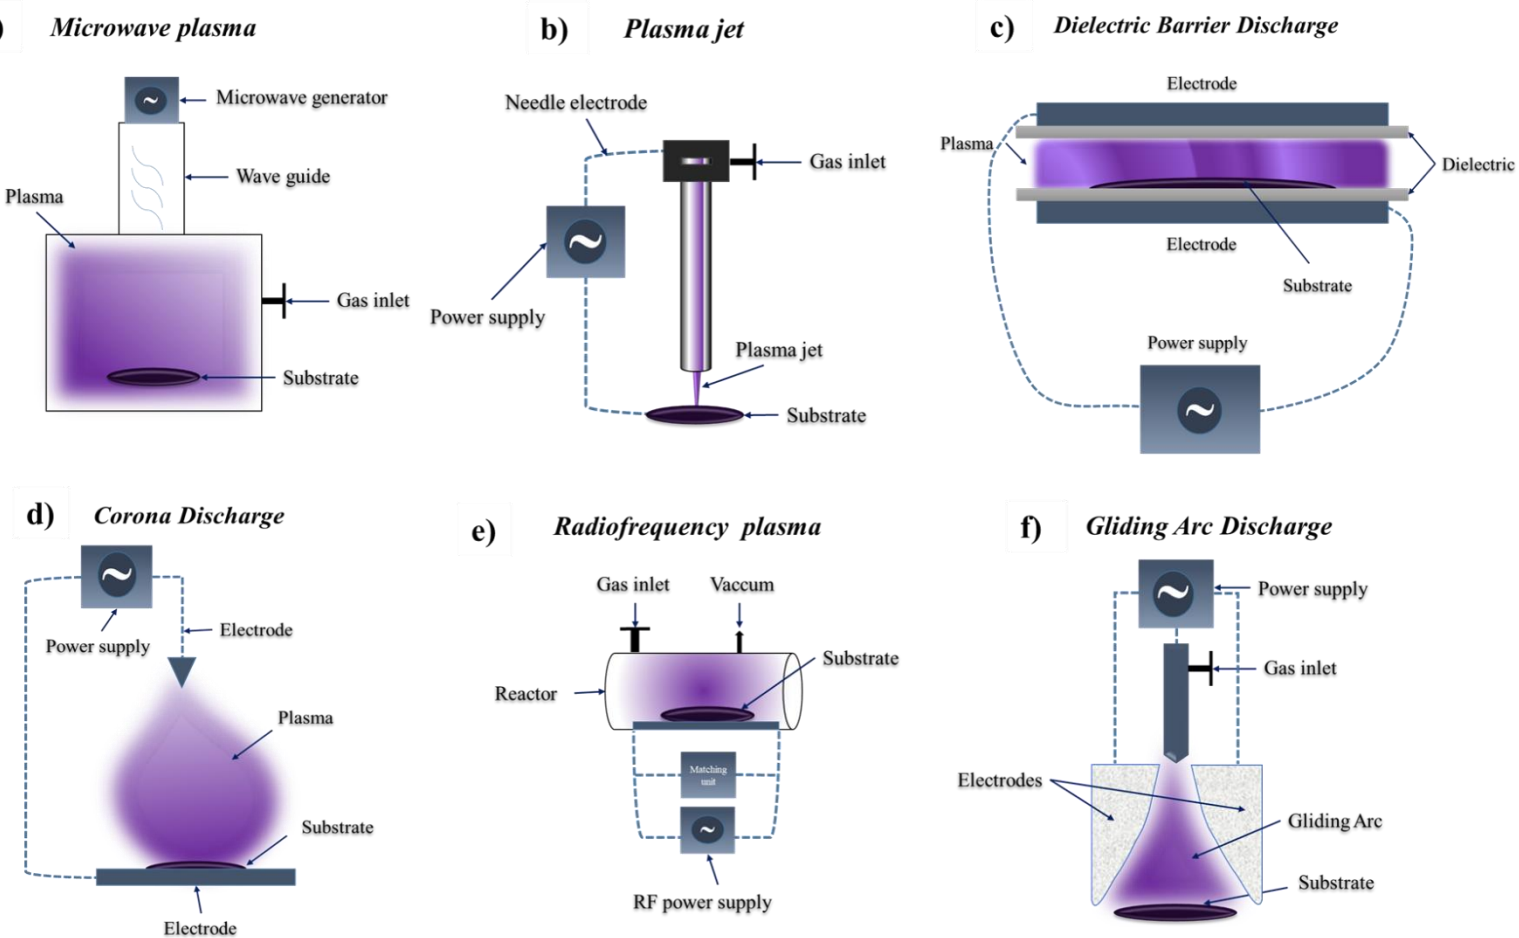 )
Microwave plasma
Microwave generator
Wave guide
Plasma
Gas inlet
Substrate
b)
Plasma jet
Needle electrode
Gas inlet
Power supply
Plasma jet
Substrate
c)
Dielectric Barrier Discharge
Electrode
Plasma
Dielectric
Electrode
Substrate
Power supply
d)
Corona Discharge
Power supply
Electrode
Plasma
Substrate
Electrode
e)
Radiofrequency plasma
Gas inlet
Vaccum
Substrate
Reactor
Matching
unit
RF power supply
f)
Gliding Arc Discharge
Power supply
Gas inlet
Electrodes
Gliding Arc
Substrate